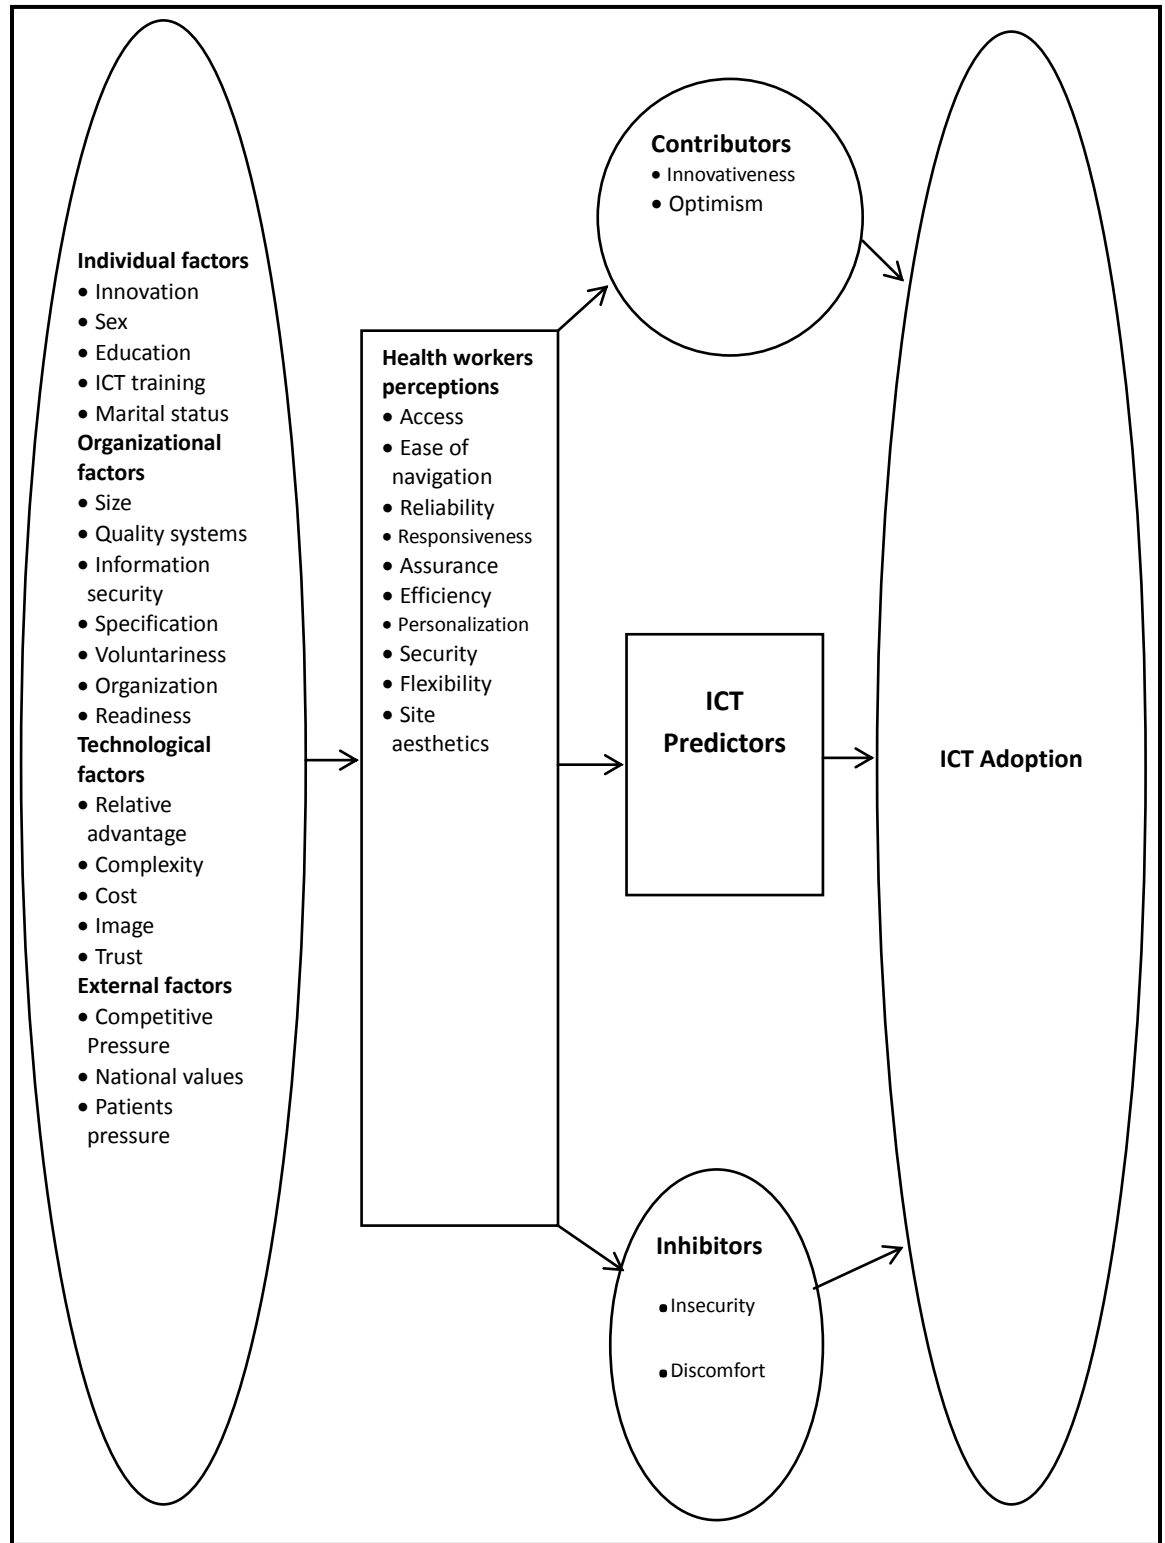 Individual factors
• Innovation
• Sex
• Education
• ICT training
• Marital status
Organizational
factors
• Size
• Quality systems
• Information
security
• Specification
• Voluntariness
• Organization
• Readiness
Technological
factors
• Relative
advantage
• Complexity
• Cost
• Image
• Trust
External factors
• Competitive
Pressure
• National values
• Patients
pressure
Health workers
perceptions
• Access
• Ease of
navigation
• Reliability
• Responsiveness
• Assurance
• Efficiency
• Personalization
• Security
• Flexibility
• Site
aesthetics
Contributors
• Innovativeness
• Optimism
ICT
Predictors
Inhibitors
• Insecurity
• Discomfort
ICT Adoption